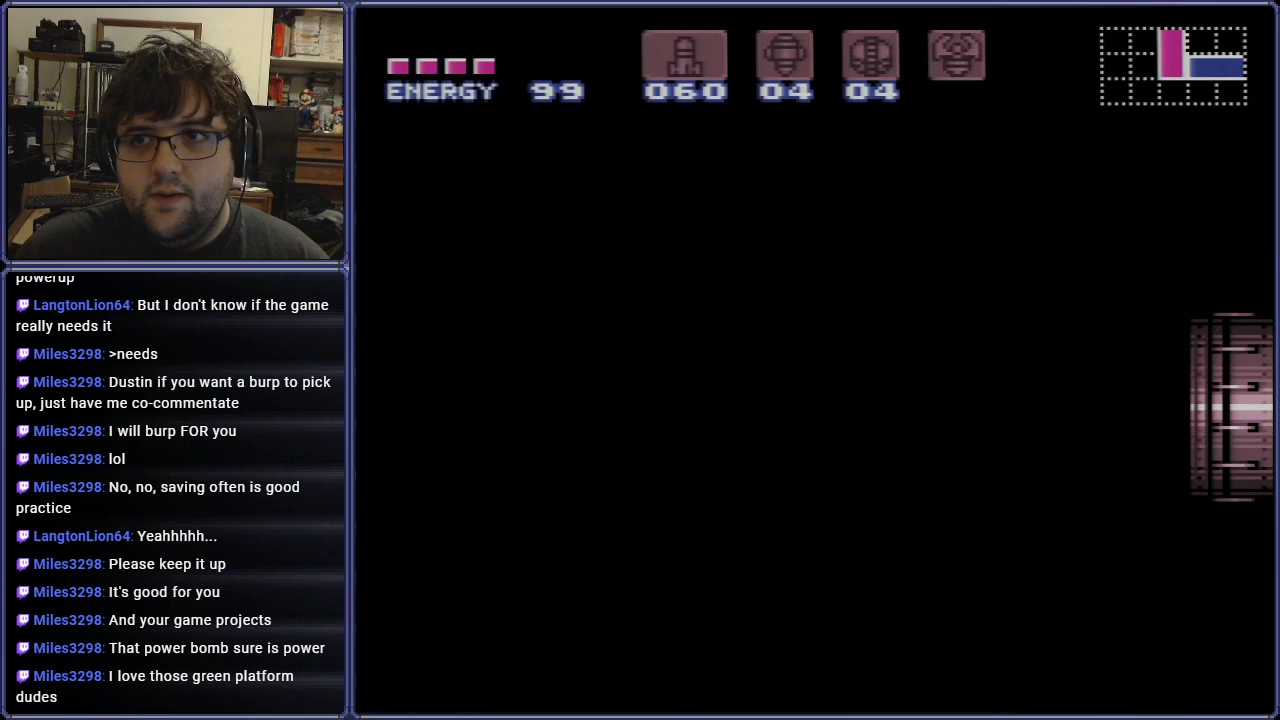 ENERGY 99 060 04 04
powerup
LangtonLion64: But I don't know if the game
really needs it
Miles3298: >needs
Miles3298: Dustin if you want a burp to pick
up, just have me co-commentate
Miles3298: I will burp FOR you
Miles3298: lol
Miles3298: No, no, saving often is good
practice
LangtonLion64: Yeahhhhh...
Miles3298: Please keep it up
Miles3298: It's good for you
Miles3298: And your game projects
Miles3298: That power bomb sure is power
Miles3298: I love those green platform
dudes